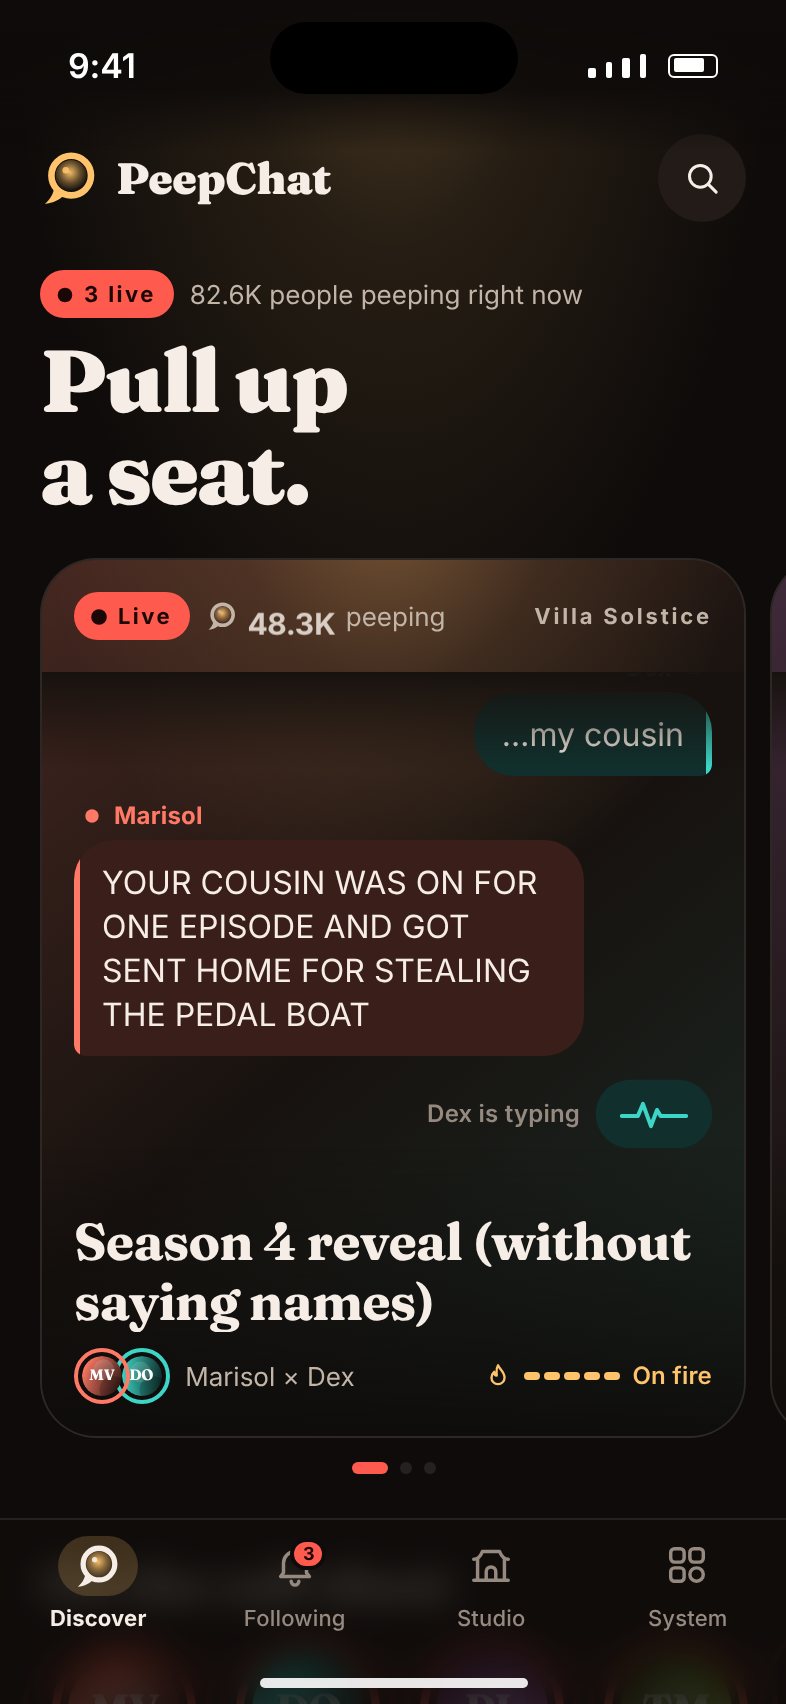 9:41
PeepChat
3 live 82.6K people peeping right now
Pull up
a seat.
Live 48.3K peeping Villa Solstice
...my cousin
Marisol
YOUR COUSIN WAS ON FOR
ONE EPISODE AND GOT
SENT HOME FOR STEALING
THE PEDAL BOAT
Dex is typing
Season 4 reveal (without
saying names)
MV DO Marisol × Dex On fire
3
Discover Following Studio System